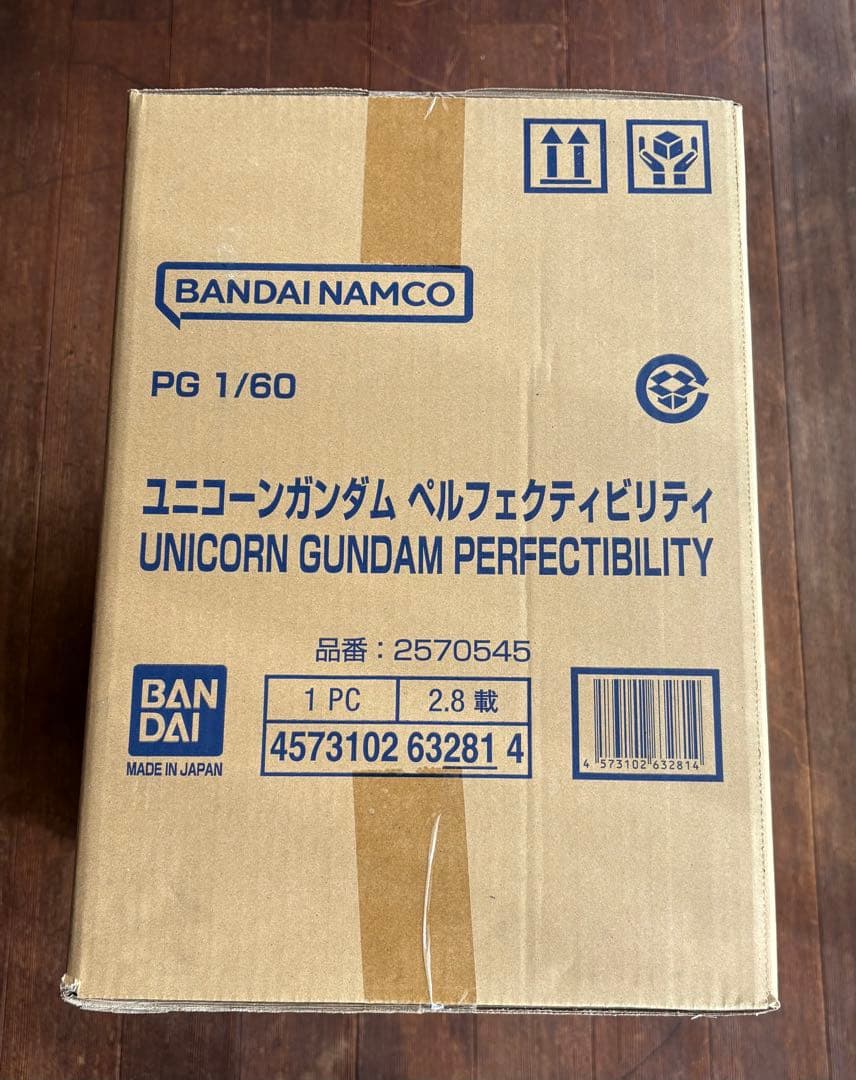 BANDAI NAMCO
PG 1/60
ユニコーンガンダム ペルフェクティビリティ
UNICORN GUNDAM PERFECTIBILITY
品番：2570545
BAN
DAI
MADE IN JAPAN
1 PC
2.8 載
4573102 63281 4
4 573102 632814